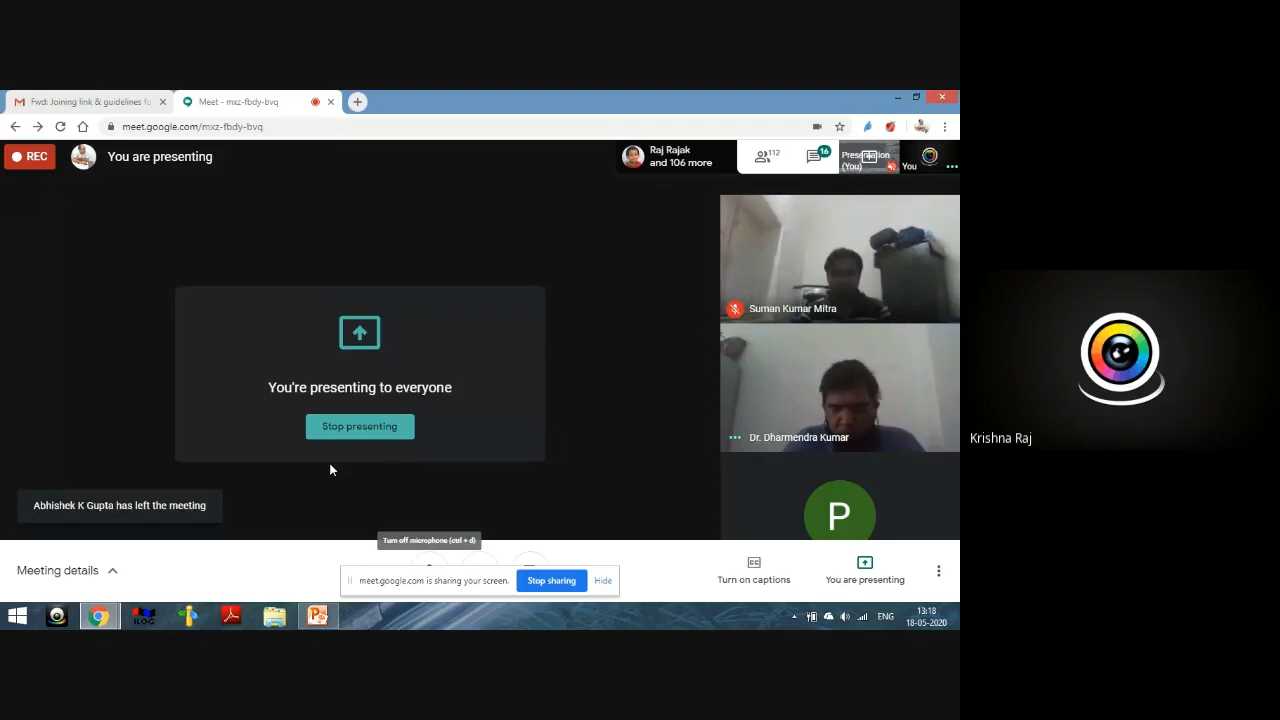 Fwd: Joining link & guidelines fo
Meet - mxz-fbdy-bvq
meet.google.com/mxz-fbdy-bvq
REC
You are presenting
Raj Rajak
and 106 more
112
16
Presentation
(You)
You
Suman Kumar Mitra
You're presenting to everyone
Stop presenting
Dr. Dharmendra Kumar
Krishna Raj
Abhishek K Gupta has left the meeting
P
Turn off microphone (ctrl + d)
Meeting details
meet.google.com is sharing your screen.
Stop sharing
Hide
CC
Turn on captions
You are presenting
ILOG
ENG
13:18
18-05-2020